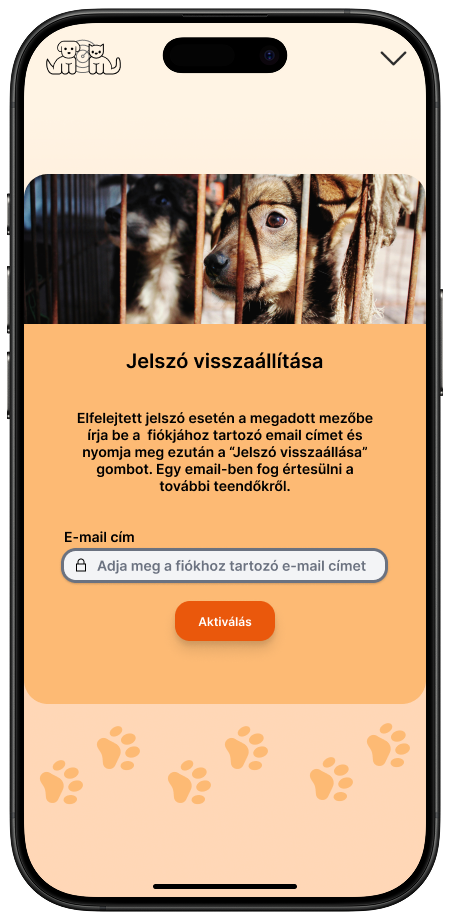 Jelszó visszaállítása
Elfelejtett jelszó esetén a megadott mezőbe
írja be a fiókjához tartozó email címet és
nyomja meg ezután a “Jelszó visszaállása”
gombot. Egy email-ben fog értesülni a
további teendőkről.
E-mail cím
Adja meg a fiókhoz tartozó e-mail címet
Aktiválás